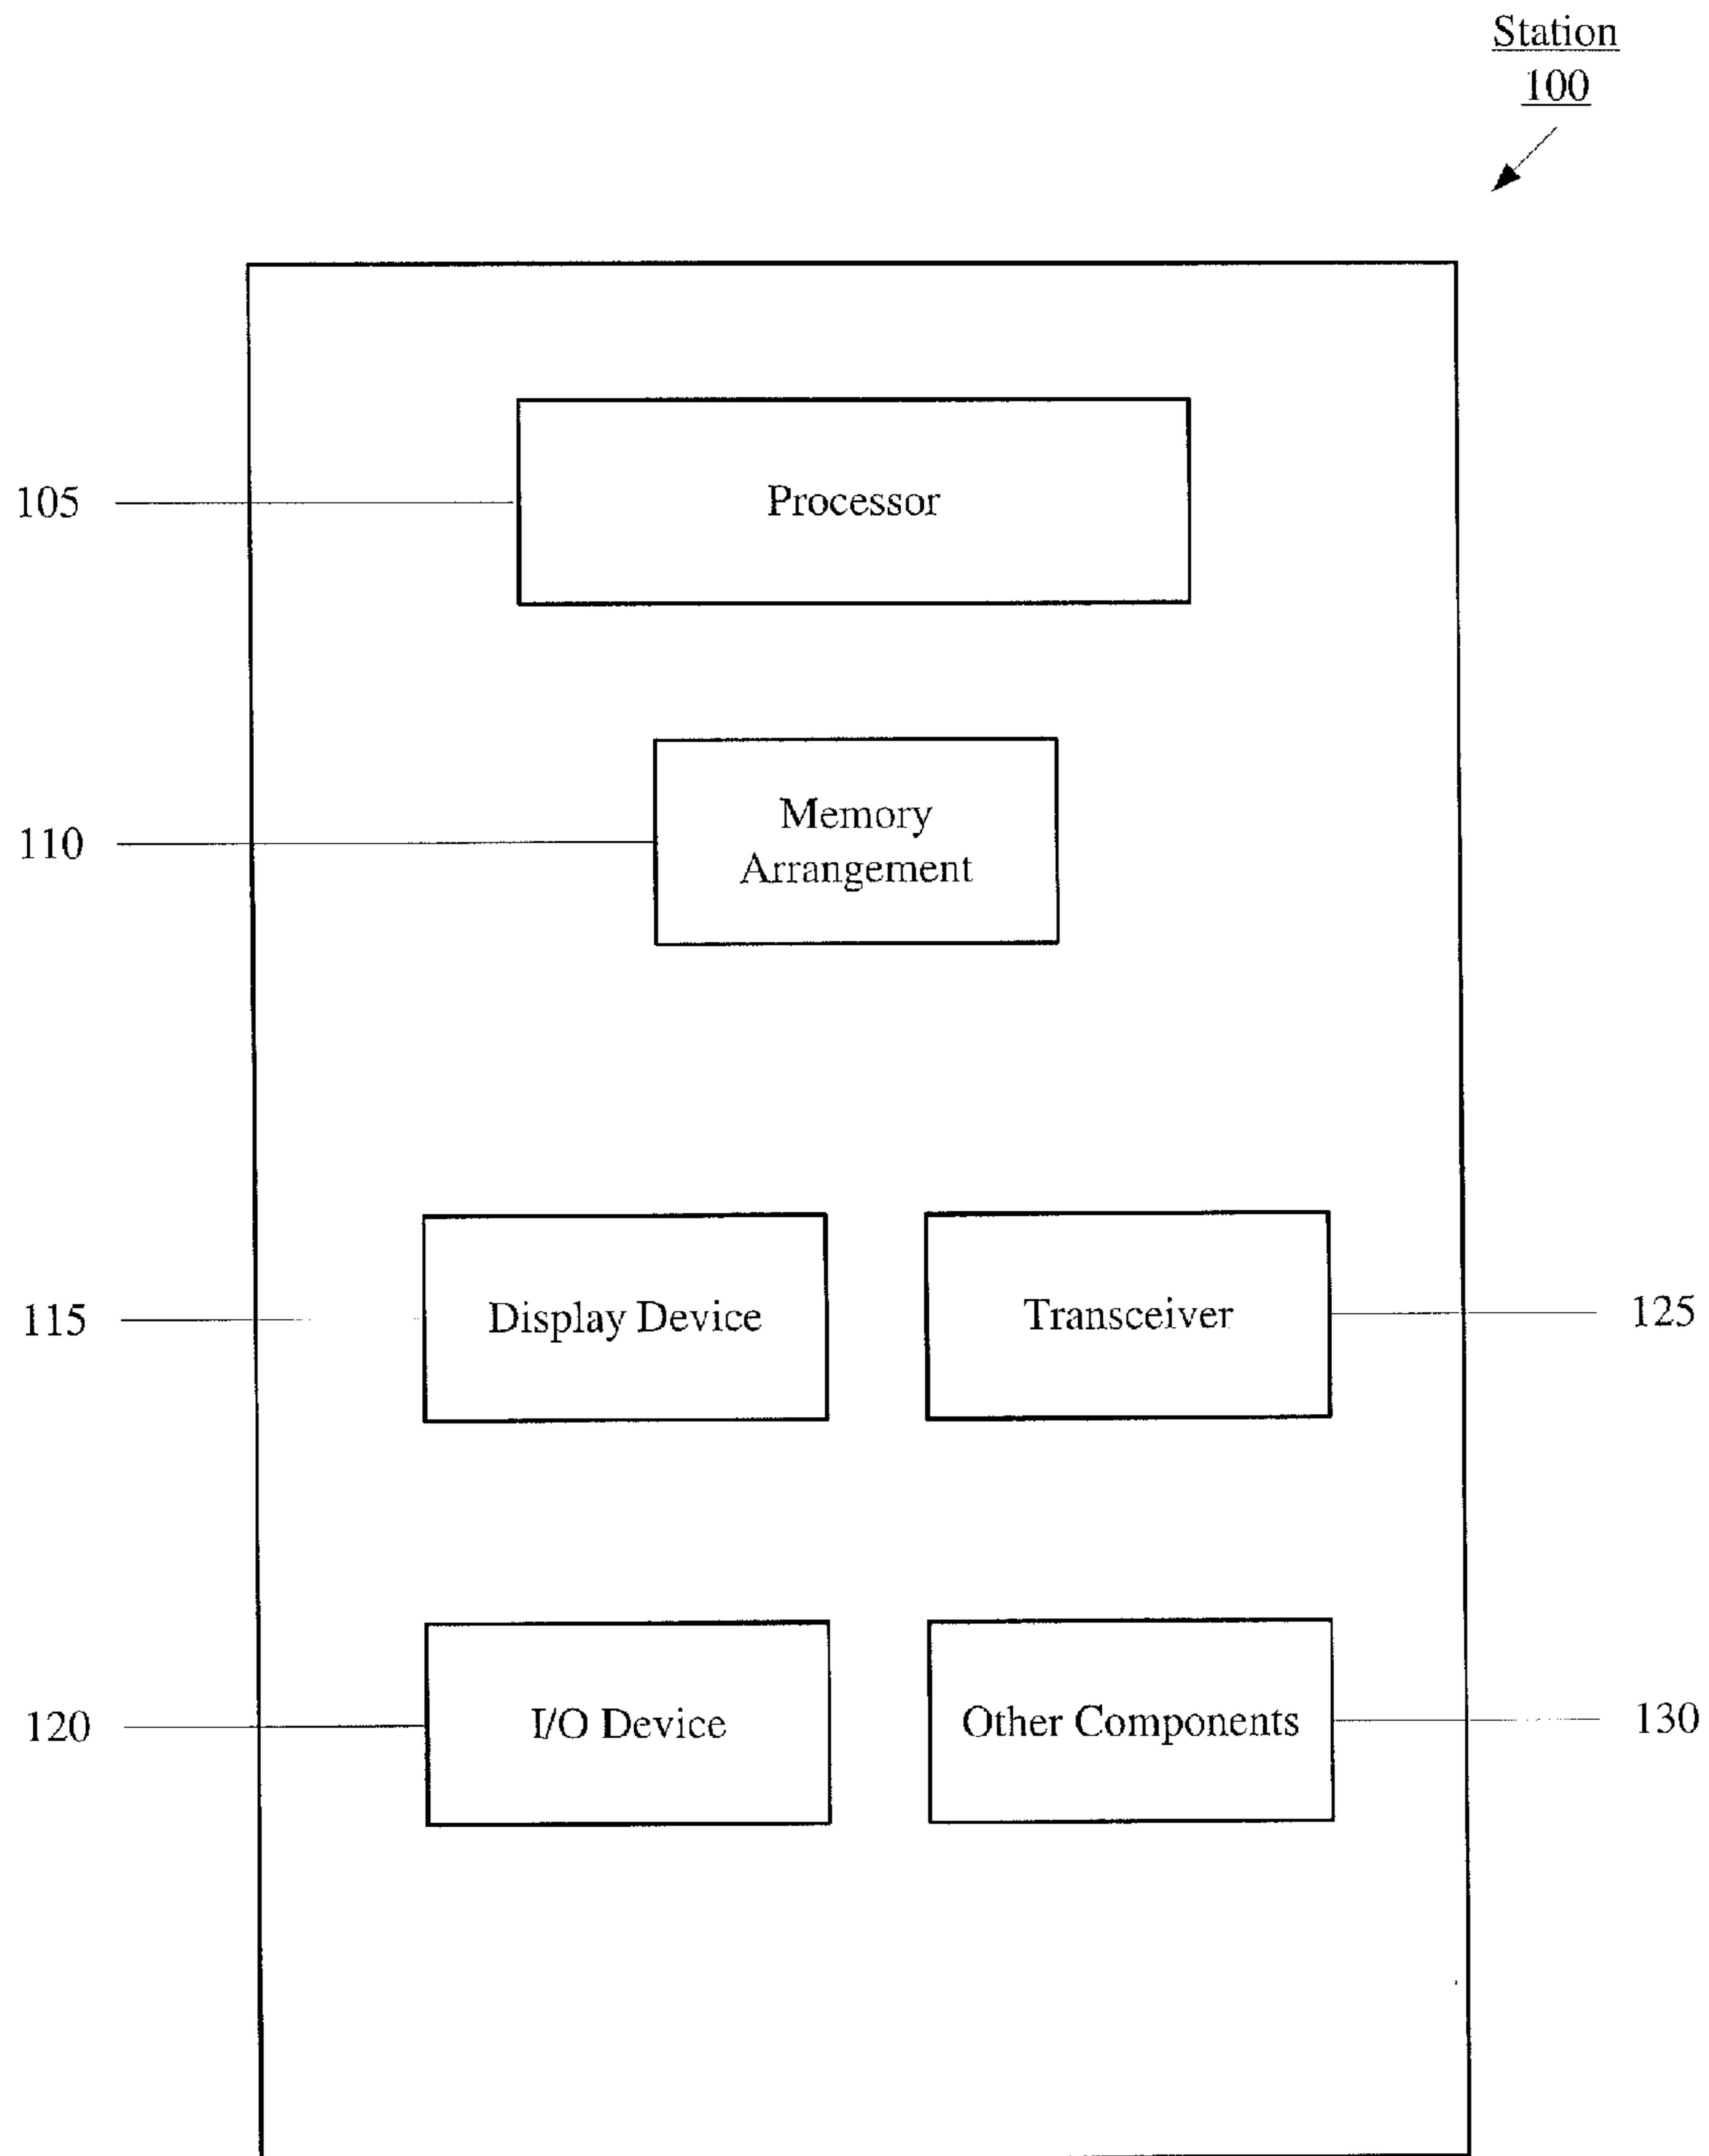 Station
100
105
Processor
110
Memory
Arrangement
115
Display Device
Transceiver
125
120
I/O Device
Other Components
130